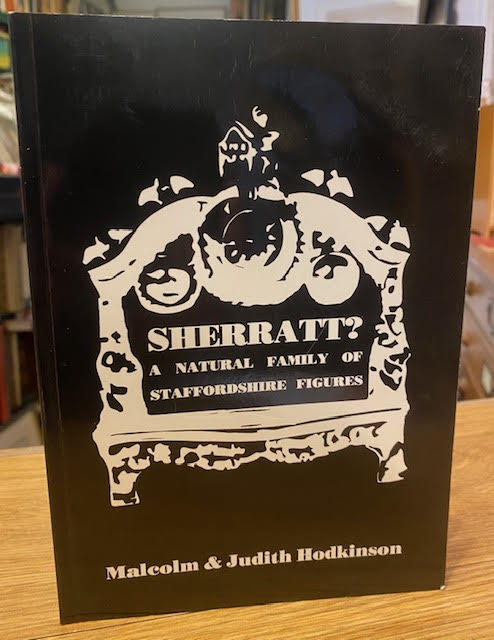 SHERRATT?
A NATURAL FAMILY OF
STAFFORDSHIRE FIGURES
Malcolm & Judith Hodkinson